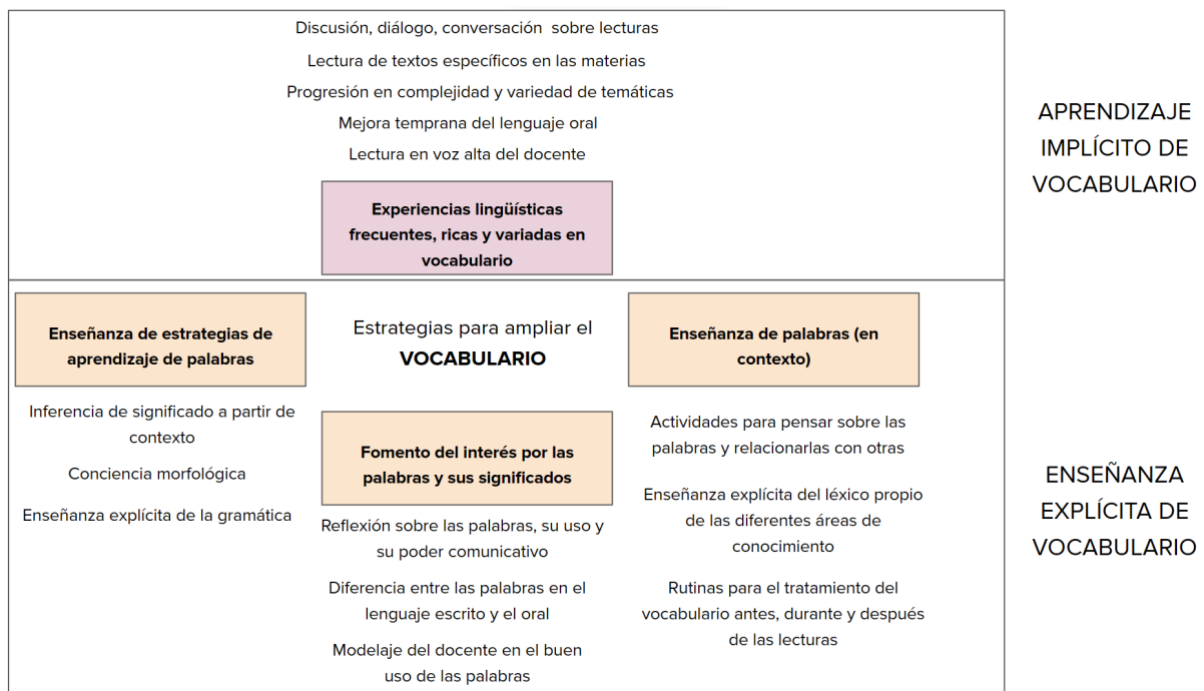 Discusión, diálogo, conversación sobre lecturas
Lectura de textos específicos en las materias
Progresión en complejidad y variedad de temáticas
Mejora temprana del lenguaje oral
Lectura en voz alta del docente
Experiencias lingüísticas
frecuentes, ricas y variadas en
vocabulario
APRENDIZAJE
IMPLÍCITO DE
VOCABULARIO
Enseñanza de estrategias de
aprendizaje de palabras
Inferencia de significado a partir de
contexto
Conciencia morfológica
Enseñanza explícita de la gramática
Estrategias para ampliar el
VOCABULARIO
Fomento del interés por las
palabras y sus significados
Reflexión sobre las palabras, su uso y
su poder comunicativo
Diferencia entre las palabras en el
lenguaje escrito y el oral
Modelaje del docente en el buen
uso de las palabras
Enseñanza de palabras (en
contexto)
Actividades para pensar sobre las
palabras y relacionarlas con otras
Enseñanza explícita del léxico propio
de las diferentes áreas de
conocimiento
Rutinas para el tratamiento del
vocabulario antes, durante y después
de las lecturas
ENSEÑANZA
EXPLÍCITA DE
VOCABULARIO